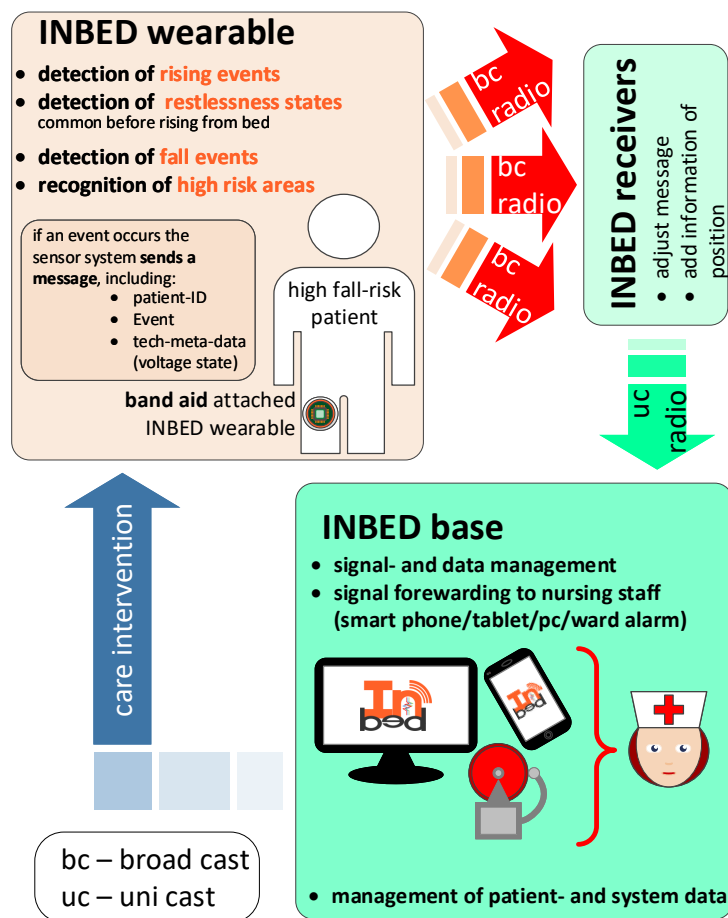 INBED wearable
• detection of rising events
• detection of restlessness states
common before rising from bed
• detection of fall events
• recognition of high risk areas
if an event occurs the
sensor system sends a
message, including:
• patient-ID
• Event
• tech-meta-data
(voltage state)
high fall-risk
patient
band aid attached
INBED wearable
bc
radio
bc
radio
bc
radio
INBED receivers
• adjust message
• add information of
position
uc
radio
INBED base
• signal- and data management
• signal forewarding to nursing staff
(smart phone/tablet/pc/ward alarm)
In
bed
In
bed
• management of patient- and system data
care intervention
bc – broad cast
uc – uni cast